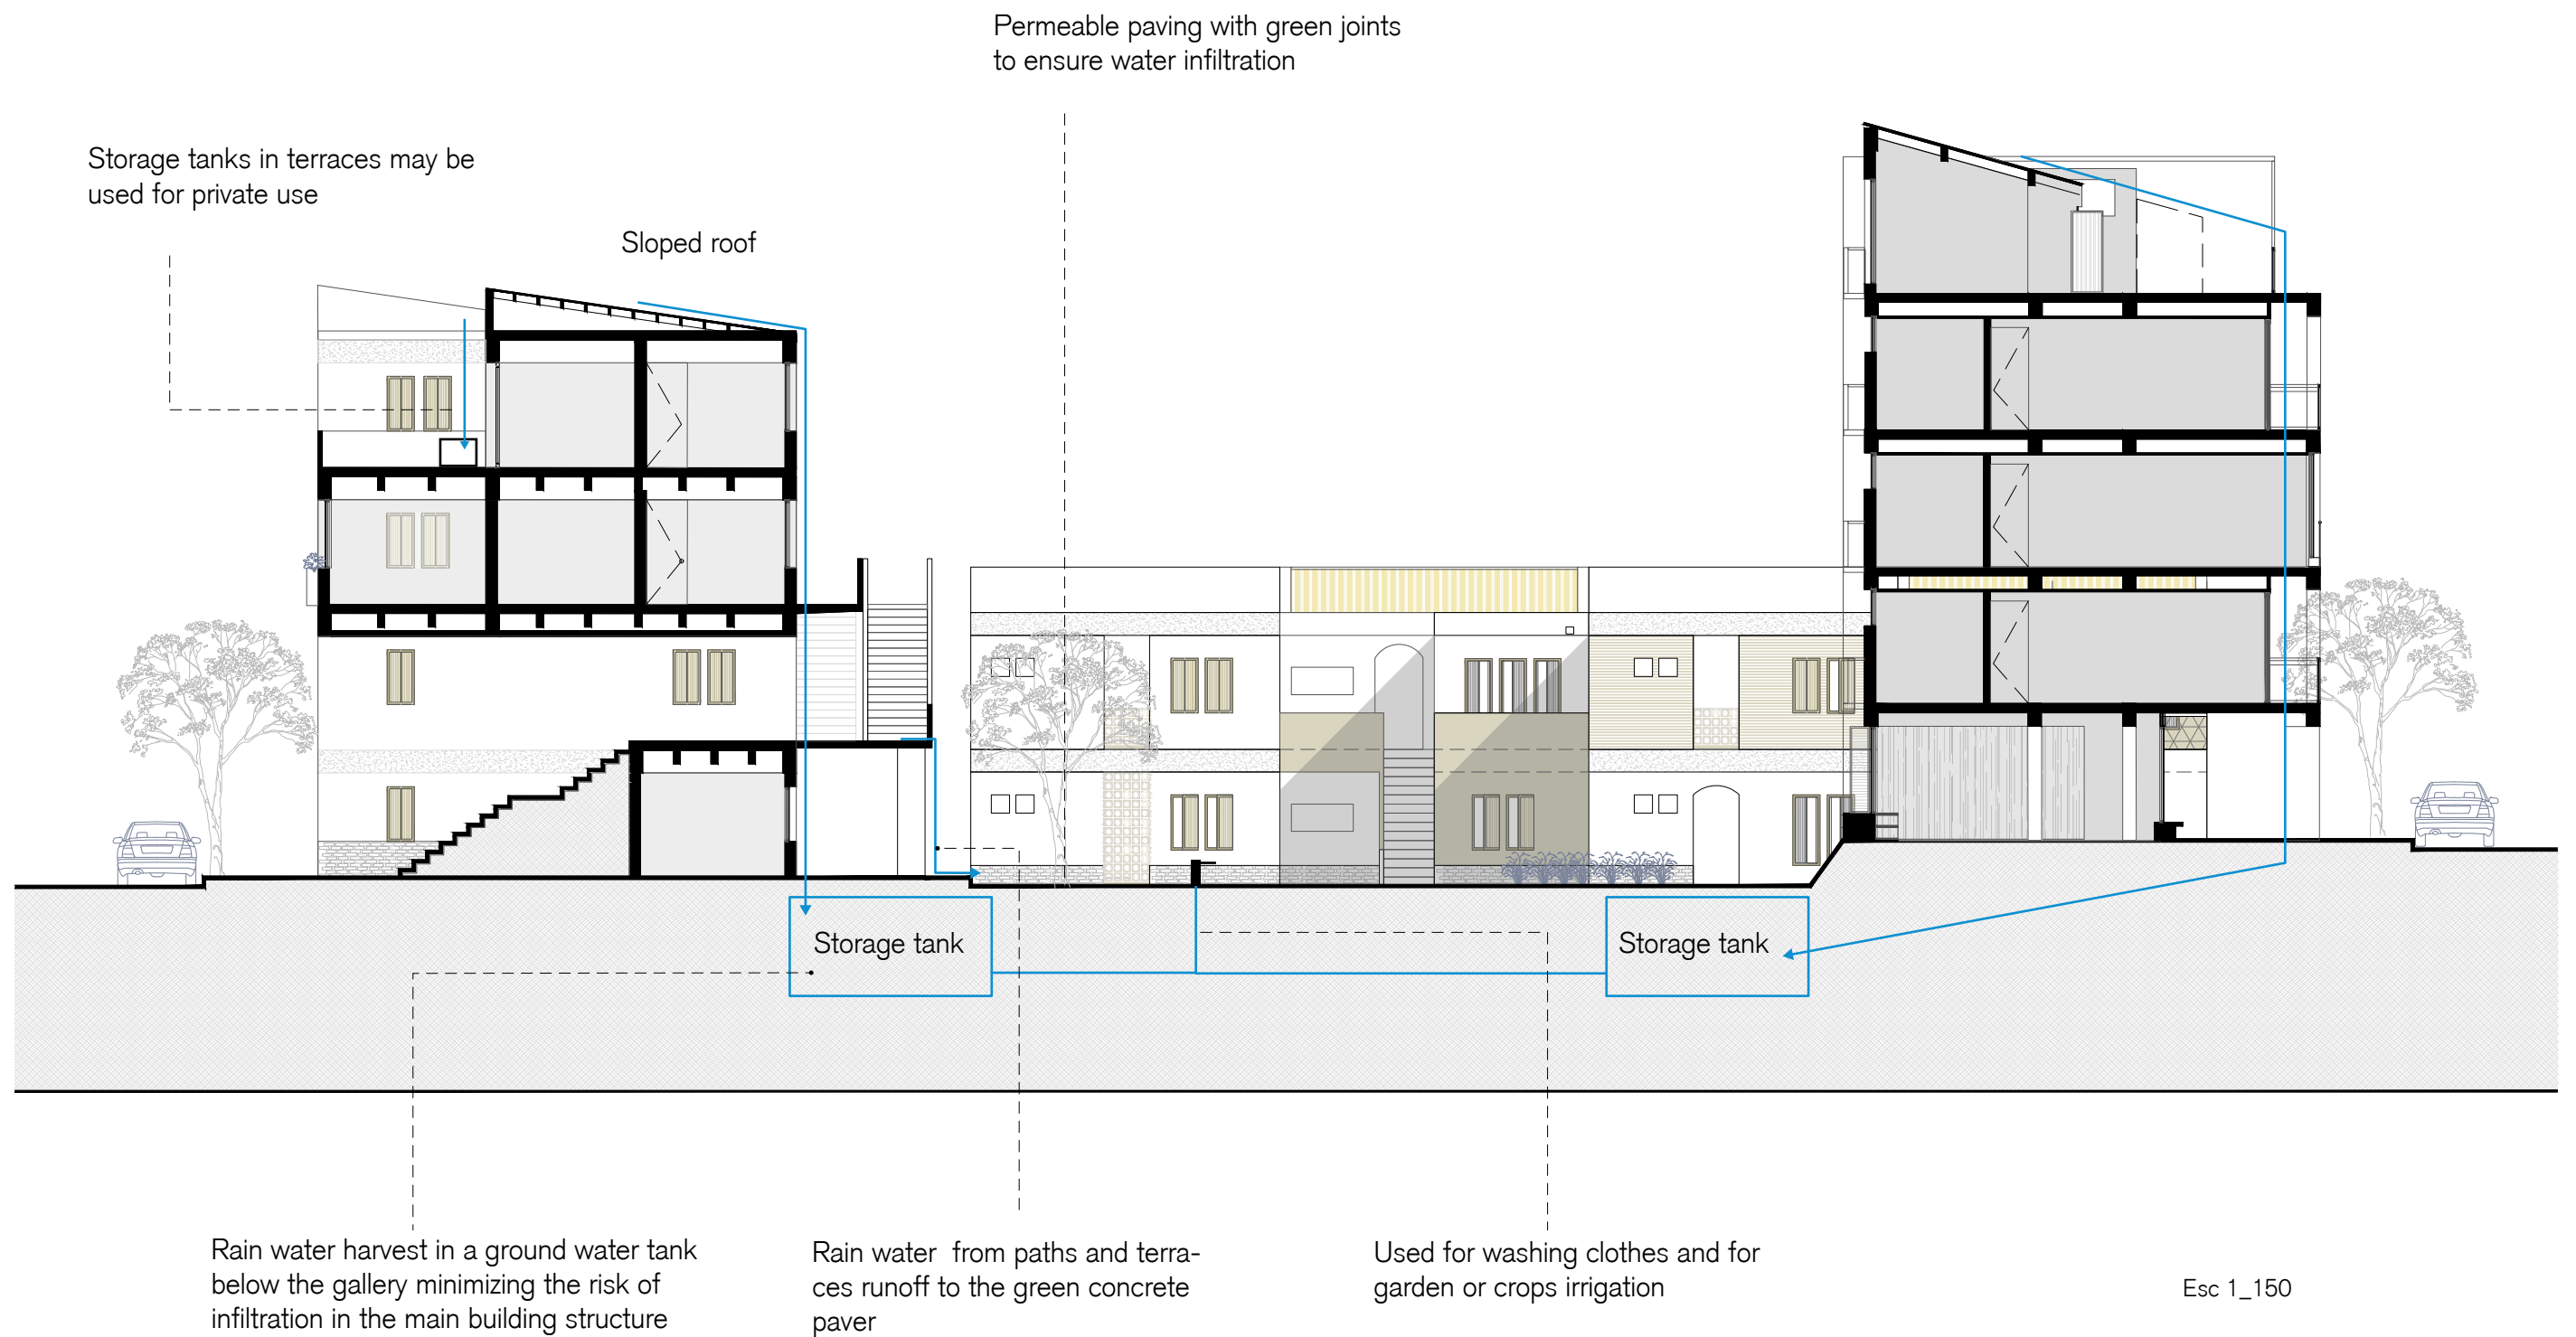 Permeable paving with green joints
to ensure water infiltration
Storage tanks in terraces may be
used for private use
Sloped roof
Storage tank
Storage tank
Rain water harvest in a ground water tank
below the gallery minimizing the risk of
infiltration in the main building structure
Rain water from paths and terra-
ces runoff to the green concrete
paver
Used for washing clothes and for
garden or crops irrigation
Esc 1_150